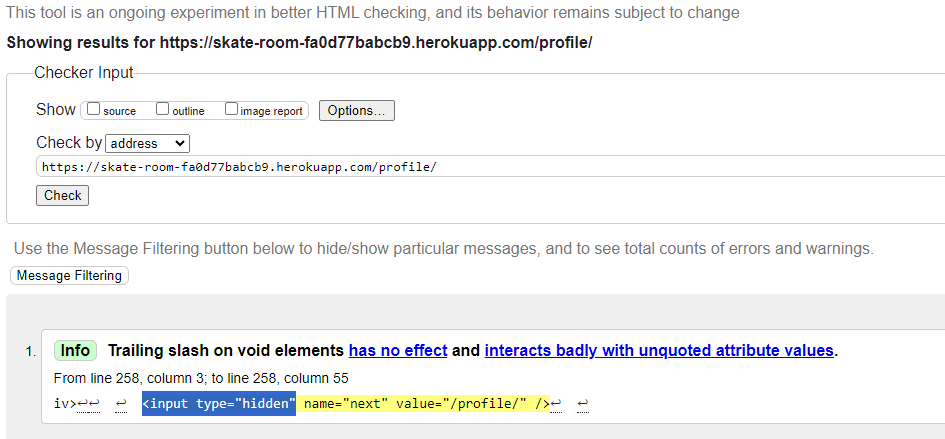 This tool is an ongoing experiment in better HTML checking, and its behavior remains subject to change
Showing results for https://skate-room-fa0d77babcb9.herokuapp.com/profile/
Checker Input
Show source outline image report Options...
Check by address
https://skate-room-fa0d77babcb9.herokuapp.com/profile/
Check
Use the Message Filtering button below to hide/show particular messages, and to see total counts of errors and warnings.
Message Filtering
1. Info Trailing slash on void elements has no effect and interacts badly with unquoted attribute values.
From line 258, column 3; to line 258, column 55
iv>↩↩ ↩ <input type="hidden" name="next" value="/profile/" />↩ ↩